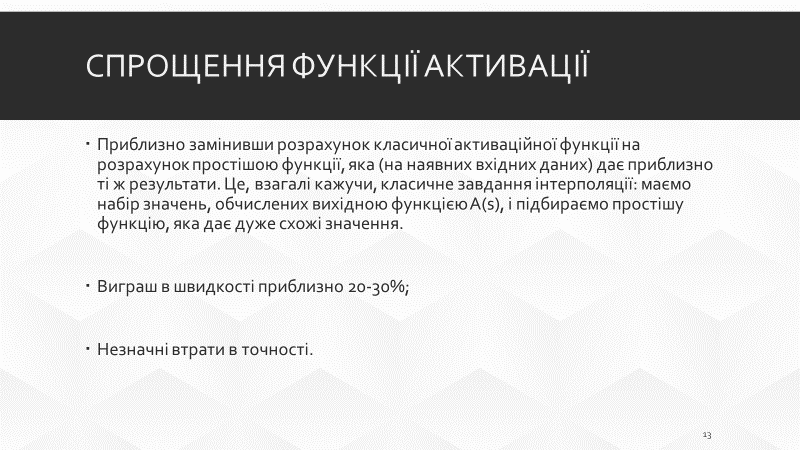 СПРОЩЕННЯ ФУНКЦІЇ АКТИВАЦІЇ
▪ Приблизно замінивши розрахунок класичної активаційної функції на
розрахунок простішою функції, яка (на наявних вхідних даних) дає приблизно
ті ж результати. Це, взагалі кажучи, класичне завдання інтерполяції: маємо
набір значень, обчислених вихідною функцією A(s), і підбираємо простішу
функцію, яка дає дуже схожі значення.
▪ Виграш в швидкості приблизно 20-30%;
▪ Незначні втрати в точності.
13